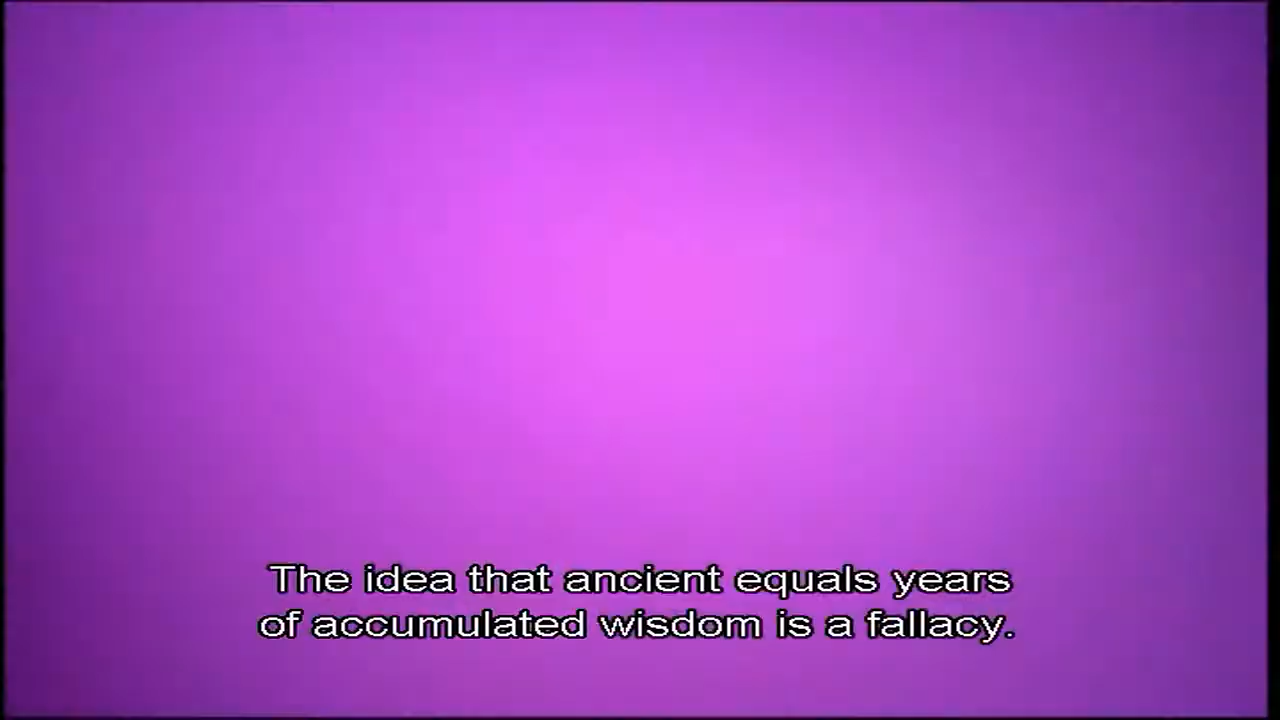 The idea that ancient equals years
of accumulated wisdom is a fallacy.